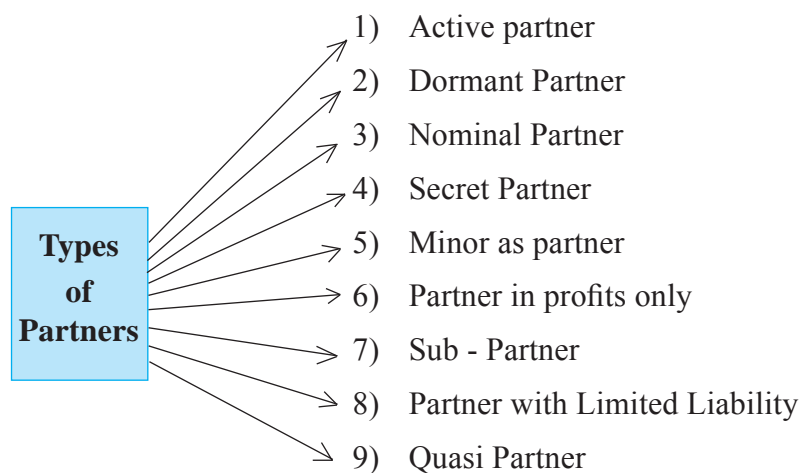 1) Active partner
2) Dormant Partner
3) Nominal Partner
4) Secret Partner
Types
of
Partners
5) Minor as partner
6) Partner in profits only
7) Sub - Partner
8) Partner with Limited Liability
9) Quasi Partner